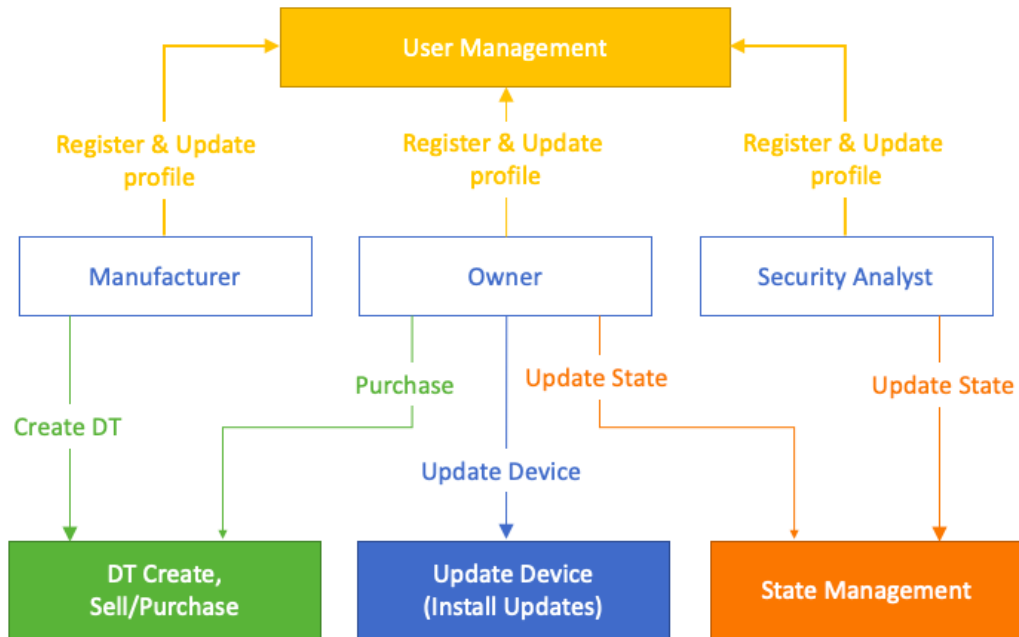 User Management
Register & Update
profile
Register & Update
profile
Register & Update
profile
Manufacturer
Owner
Security Analyst
Purchase
Update State
Update State
Create DT
Update Device
DT Create,
Sell/Purchase
Update Device
(Install Updates)
State Management